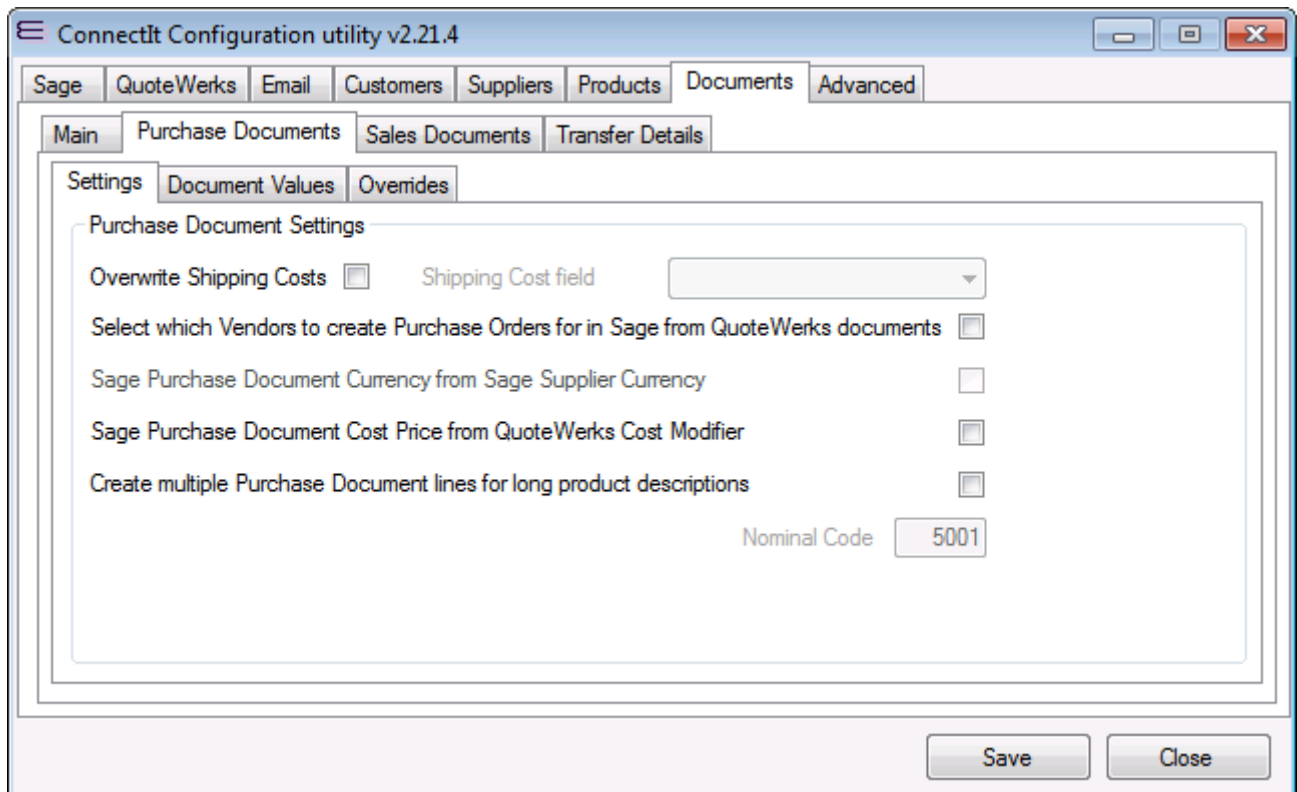 ConnectIt Configuration utility v2.21.4
Sage QuoteWerks Email Customers Suppliers Products Documents Advanced
Main Purchase Documents Sales Documents Transfer Details
Settings Document Values Overrides
Purchase Document Settings
Overwrite Shipping Costs Shipping Cost field
Select which Vendors to create Purchase Orders for in Sage from QuoteWerks documents
Sage Purchase Document Currency from Sage Supplier Currency
Sage Purchase Document Cost Price from QuoteWerks Cost Modifier
Create multiple Purchase Document lines for long product descriptions
Nominal Code 5001
Save Close